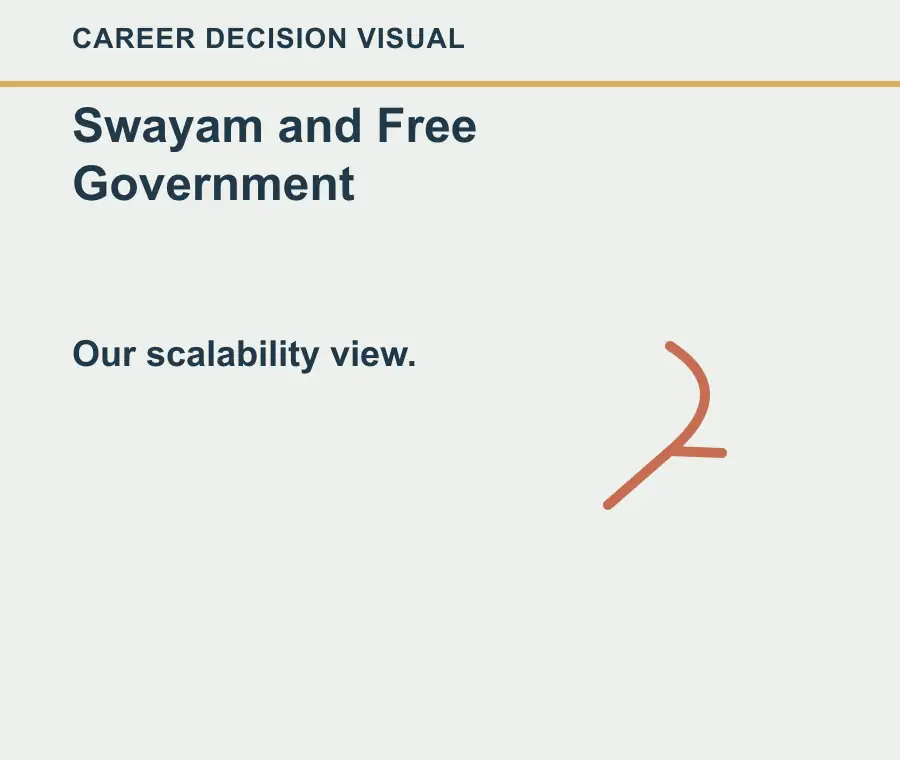 CAREER DECISION VISUAL
Swayam and Free
Government
Our scalability view.